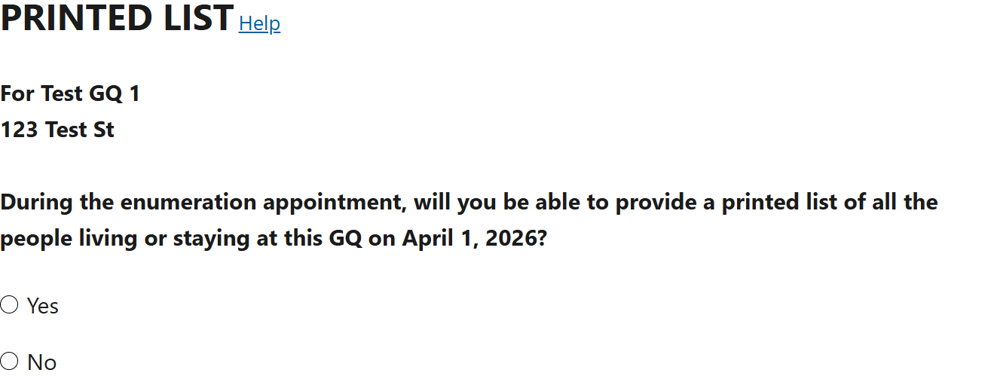 PRINTED LIST Help
For Test GQ 1
123 Test St
During the enumeration appointment, will you be able to provide a printed list of all the
people living or staying at this GQ on April 1, 2026?
Yes
No